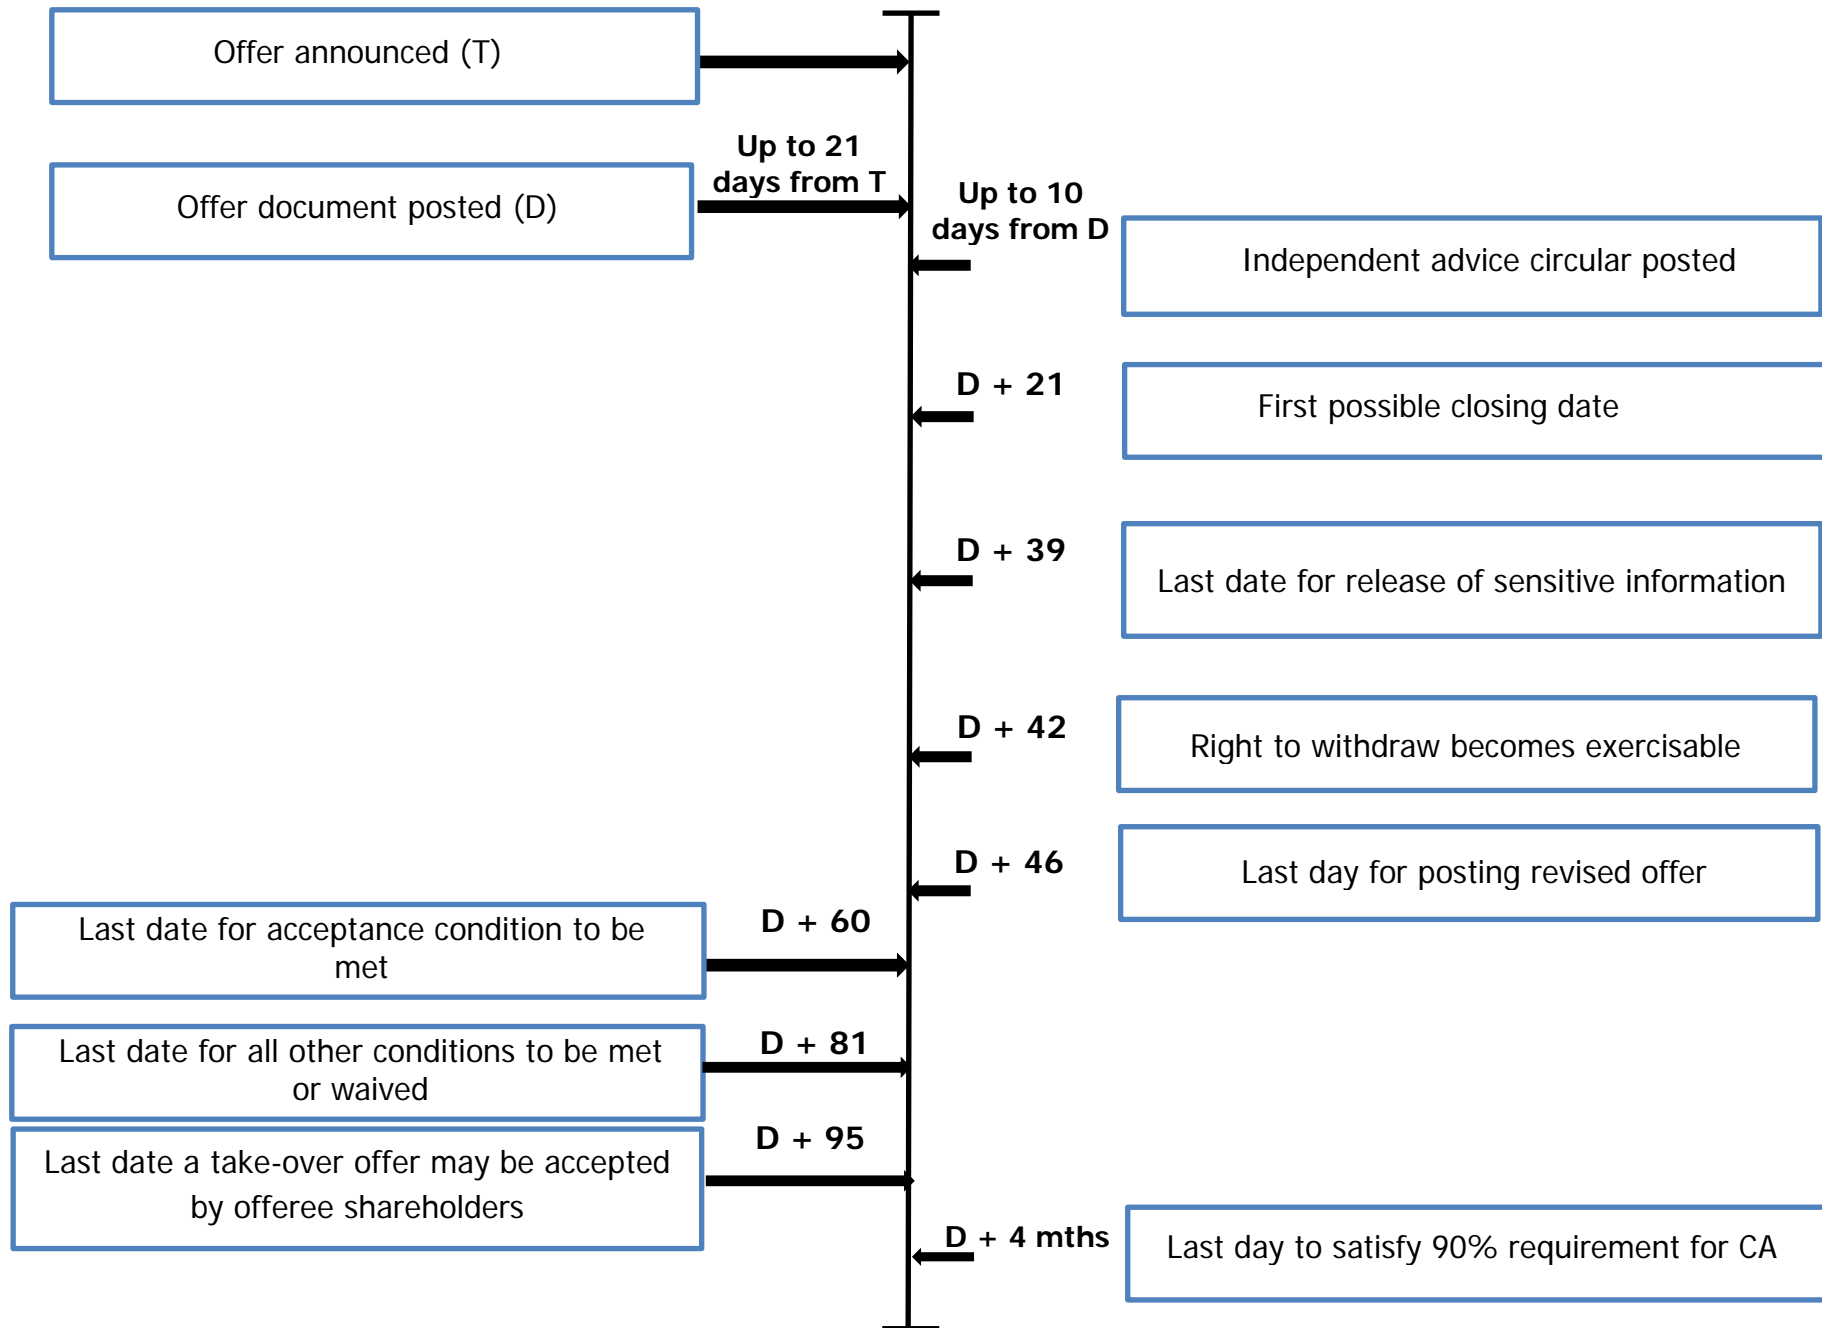 Offer announced (T)
Up to 21
days from T
Offer document posted (D)
Up to 10
days from D
Independent advice circular posted
D + 21
First possible closing date
D + 39
Last date for release of sensitive information
D + 42
Right to withdraw becomes exercisable
D + 46
Last day for posting revised offer
D + 60
Last date for acceptance condition to be
met
D + 81
Last date for all other conditions to be met
or waived
D + 95
Last date a take-over offer may be accepted
by offeree shareholders
D + 4 mths
Last day to satisfy 90% requirement for CA